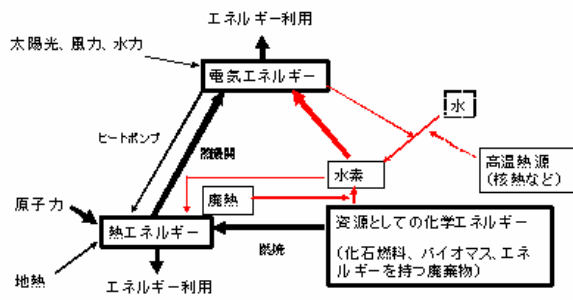 エネルギー利用
太陽光、風力、水力
電気エネルギー
水
ヒートポンプ
熱機関
高温熱源
(核熱など)
水素
原子力
廃熱
熱エネルギー
資源としての化学エネルギー
(化石燃料、バイオマス、エネ
ルギーを持つ廃棄物)
燃焼
地熱
エネルギー利用